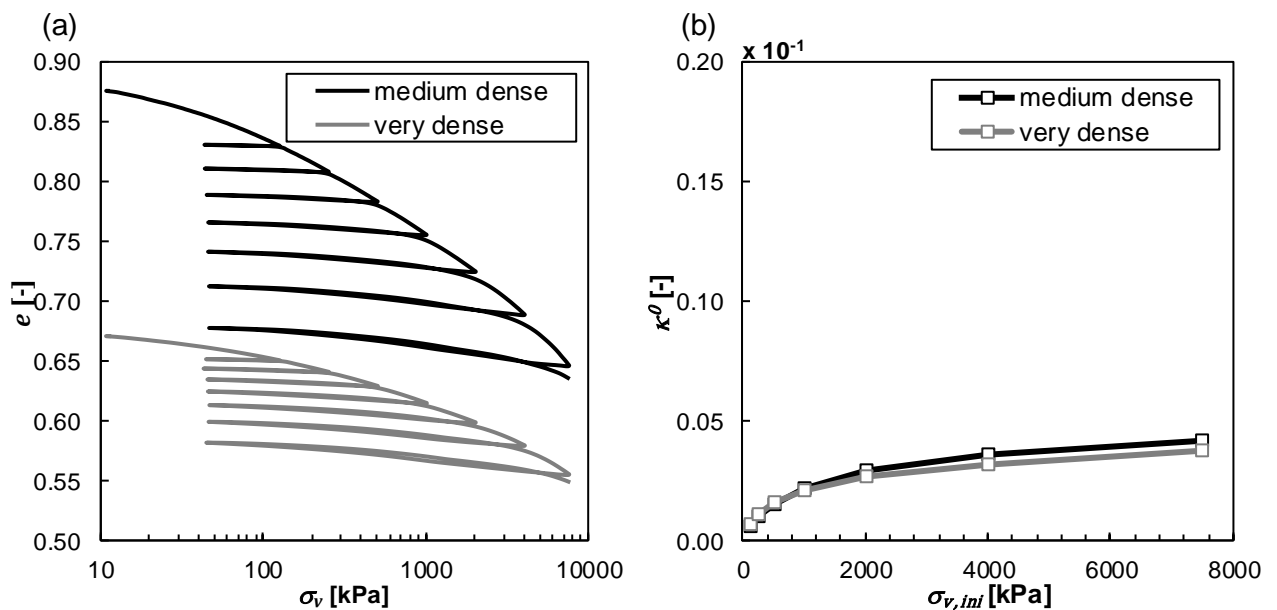 (a)
0.90
0.85
0.80
0.75
0.70
0.65
0.60
0.55
0.50
e [-]
medium dense
very dense
10
100
1000
10000
σv [kPa]
(b)
x 10-1
0.20
0.15
0.10
0.05
0.00
κ0 [-]
medium dense
very dense
0
2000
4000
6000
8000
σv,ini [kPa]